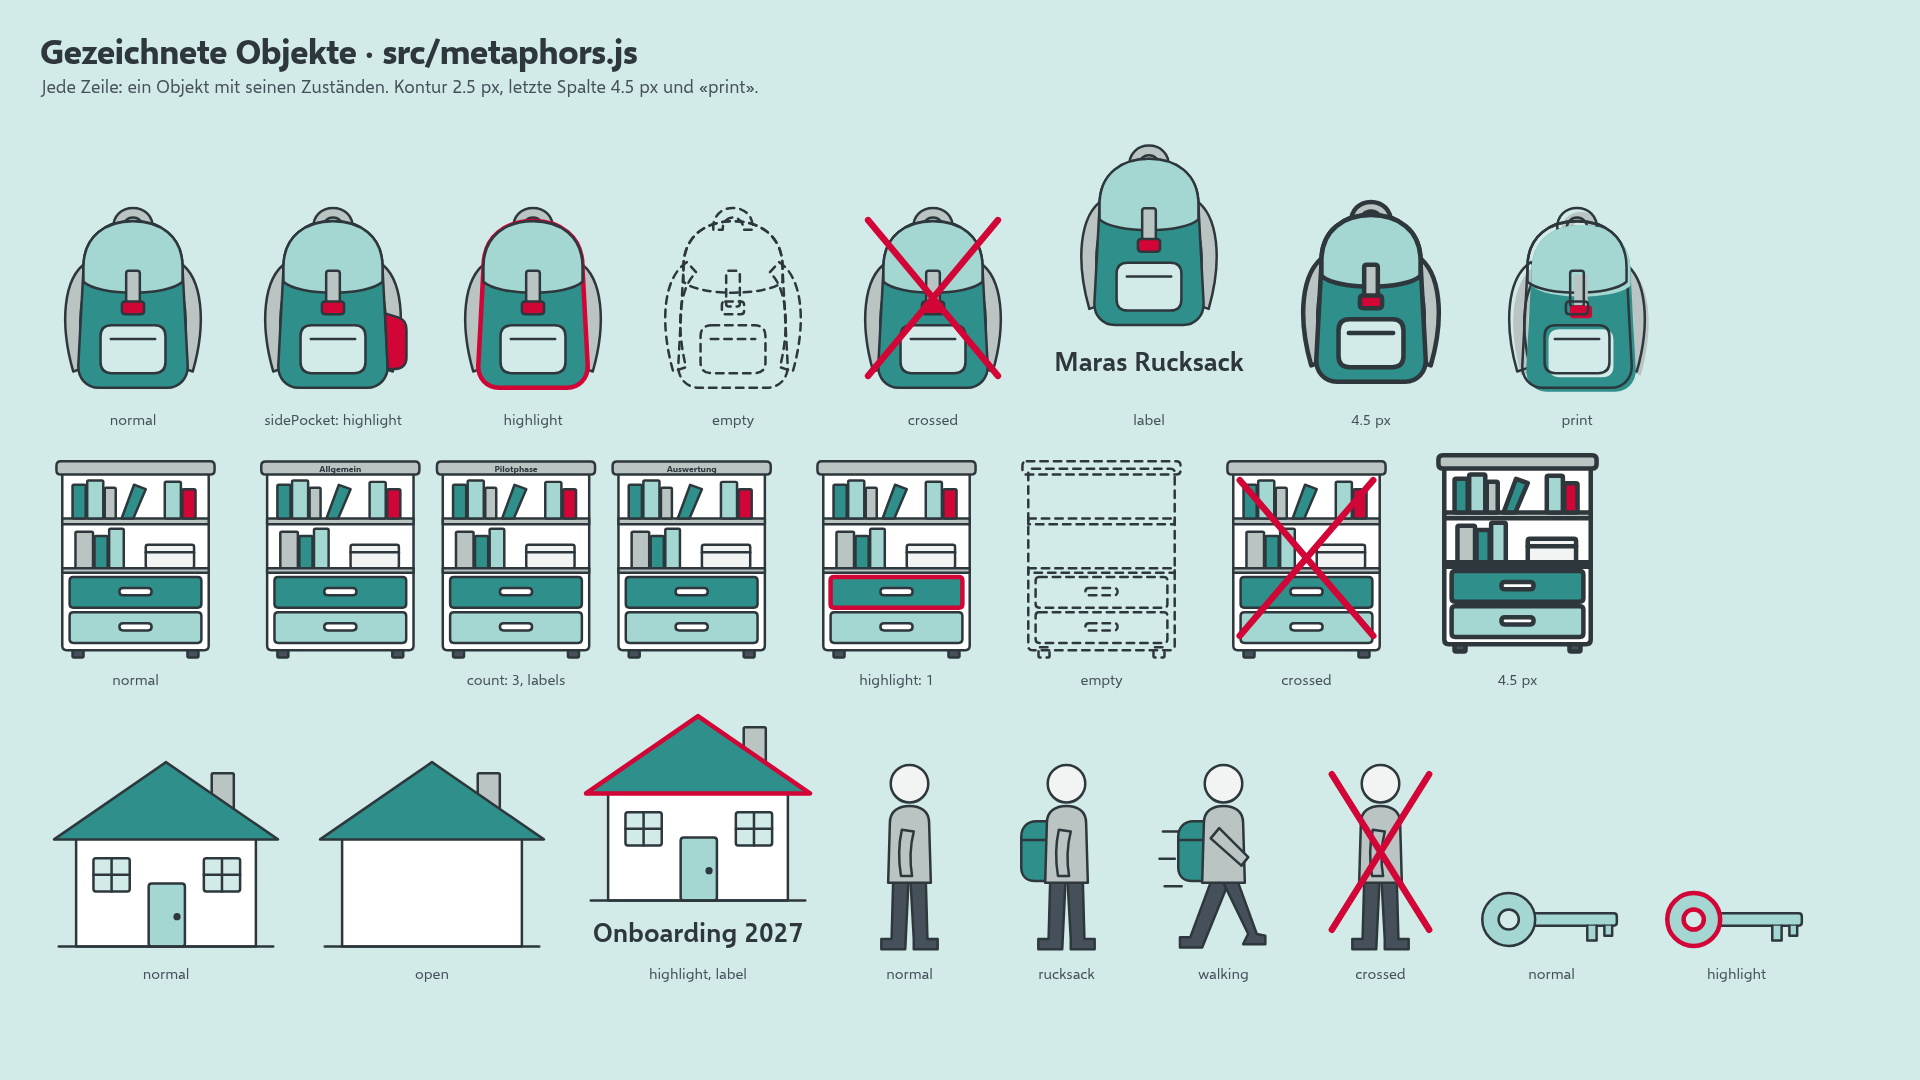 Gezeichnete Objekte · src/metaphors.js
Jede Zeile: ein Objekt mit seinen Zuständen. Kontur 2.5 px, letzte Spalte 4.5 px und «print».
Maras Rucksack
normal
sidePocket: highlight
highlight
empty
crossed
label
4.5 px
print
Allgemein
Pilotphase
Auswertung
normal
count: 3, labels
highlight: 1
empty
crossed
4.5 px
Onboarding 2027
normal
open
highlight, label
normal
rucksack
walking
crossed
normal
highlight